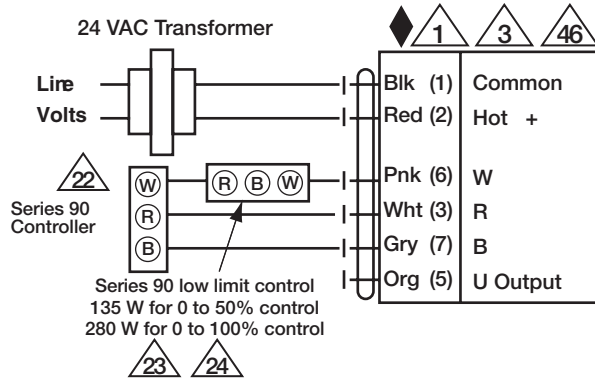 24 VAC Transformer
1 3 46
Line
Volts
Blk (1) Common
Red (2) Hot +
22
Series 90
Controller
W
R
B
R B W
Pnk (6) W
Wht (3) R
Gry (7) B
Org (5) U Output
Series 90 low limit control
135 W for 0 to 50% control
280 W for 0 to 100% control
23 24